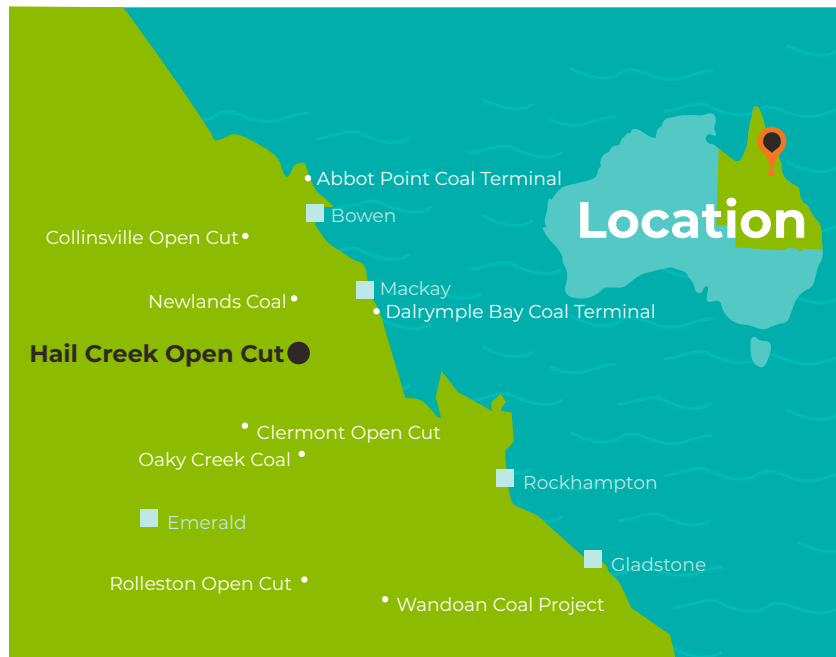 Abbot Point Coal Terminal
Bowen
Location
Collinsville Open Cut
Mackay
Newlands Coal
Dalrymple Bay Coal Terminal
Hail Creek Open Cut
Clermont Open Cut
Oaky Creek Coal
Rockhampton
Emerald
Gladstone
Rolleston Open Cut
Wandoan Coal Project